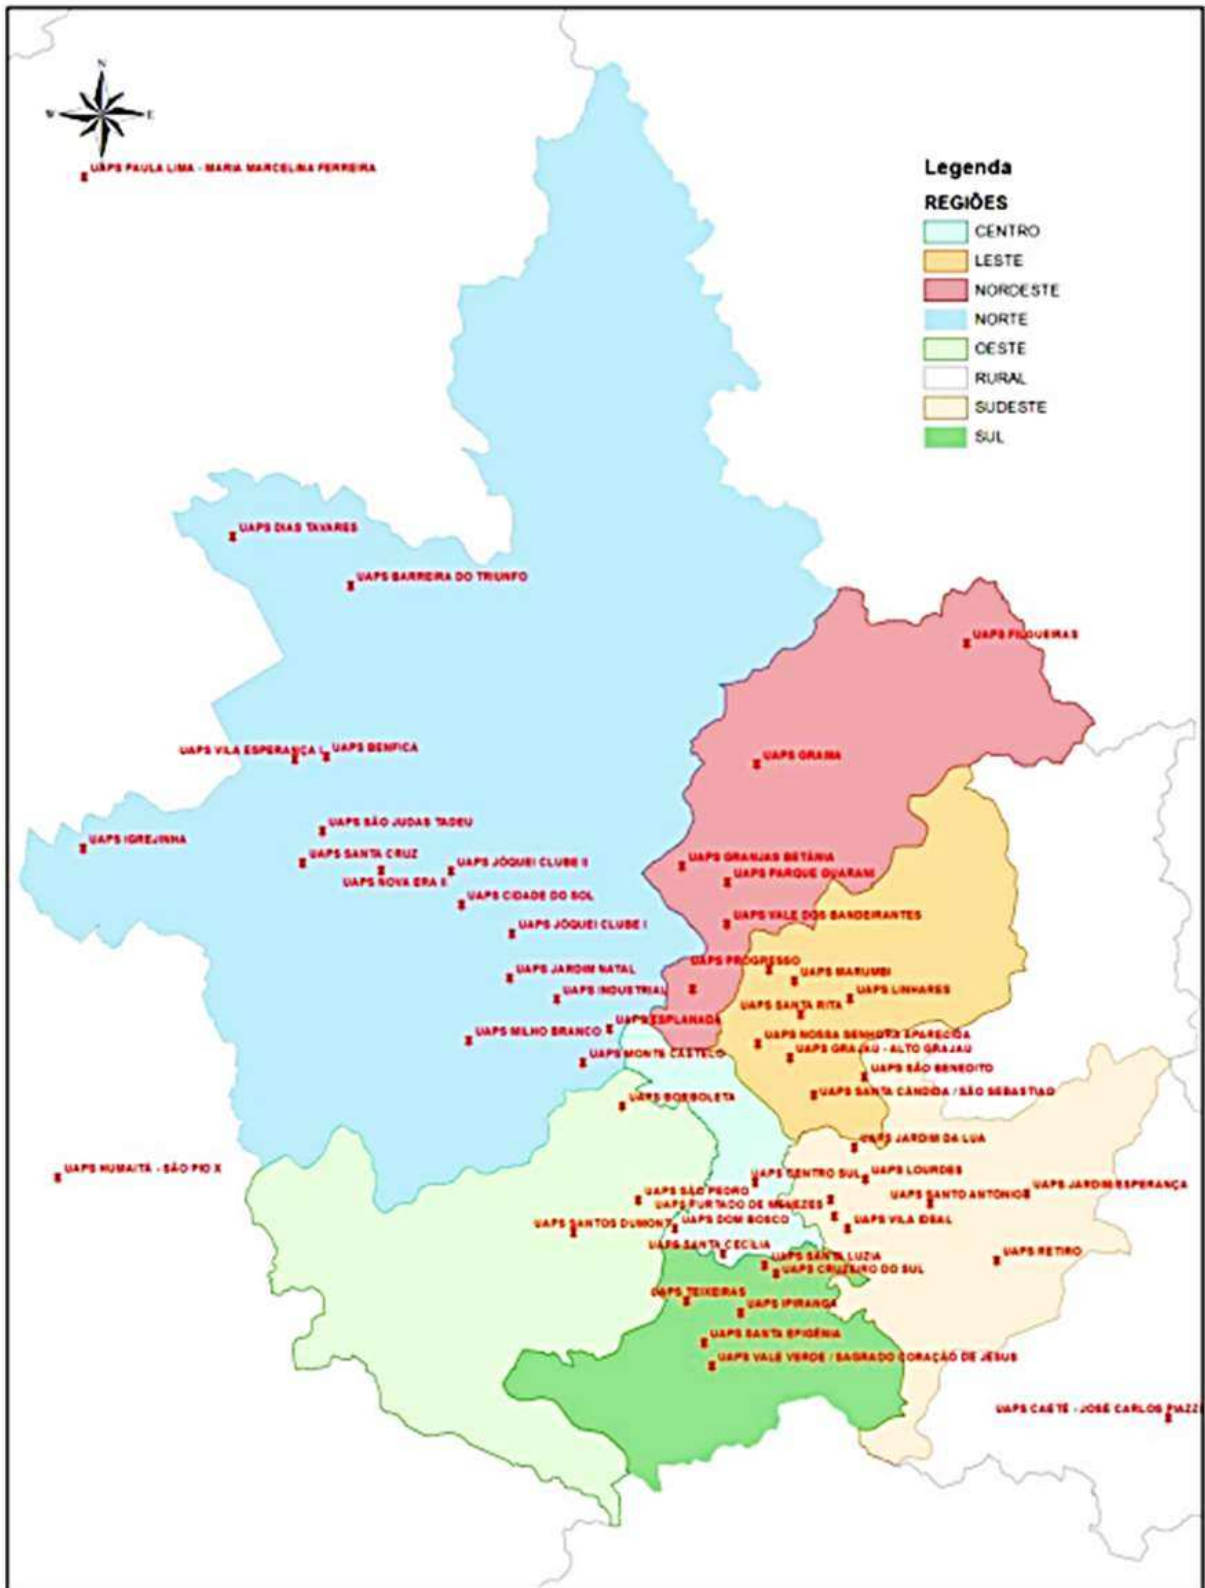 N
W E
UAPS PAULA LIMA - MARIA MARCELINA FERREIRA
Legenda
REGIÕES
CENTRO
LESTE
NORDESTE
NORTE
OESTE
RURAL
SUDESTE
SUL
UAPS DIAS TAVARES
UAPS BARREIRA DO TRIUNFO
UAPS FILGUEIRAS
UAPS VILA ESPERANÇA I
UAPS BENFICA
UAPS GRAMA
UAPS SÃO JUDAS TADEU
UAPS IGREJINHA
UAPS SANTA CRUZ
UAPS JÓQUEI CLUBE II
UAPS GRANJAS BETÂNIA
UAPS NOVA ERA II
UAPS PARQUE GUARANI
UAPS CIDADE DO SOL
UAPS VALE DOS BANDEIRANTES
UAPS JÓQUEI CLUBE I
UAPS PROGRESSO
UAPS JARDIM NATAL
UAPS MARUMBI
UAPS INDUSTRIAL
UAPS LINHARES
UAPS SANTA RITA
UAPS ESPLANADA
UAPS MILHO BRANCO
UAPS NOSSA SENHORA APARECIDA
UAPS MONTE CASTELO
UAPS GRAJAÚ - ALTO GRAJAÚ
UAPS SÃO BENEDITO
UAPS SANTA CÂNDIDA / SÃO SEBASTIÃO
UAPS BORBOLETA
UAPS JARDIM DA LUA
UAPS HUMAITÁ - SÃO PIO X
UAPS CENTRO SUL
UAPS LOURDES
UAPS JARDIM ESPERANÇA
UAPS SÃO PEDRO
UAPS SANTO ANTÔNIO
UAPS FURTADO DE MENEZES
UAPS SANTOS DUMONT
UAPS DOM BOSCO
UAPS VILA IDEAL
UAPS SANTA CECÍLIA
UAPS SANTA LUZIA
UAPS RETIRO
UAPS CRUZEIRO DO SUL
UAPS TEIXEIRAS
UAPS IPIRANGA
UAPS SANTA EFIGÊNIA
UAPS VALE VERDE / SAGRADO CORAÇÃO DE JESUS
UAPS CAETÉ - JOSÉ CARLOS PIAZZI